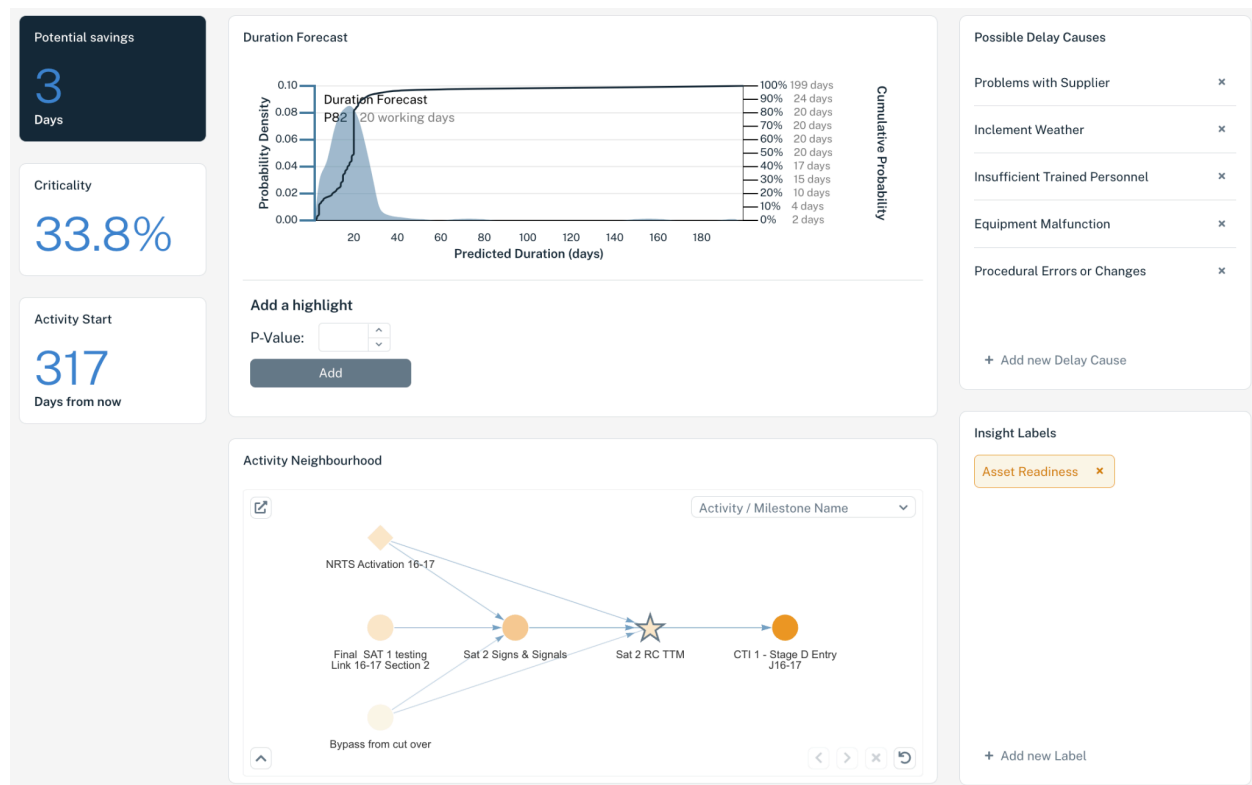 Potential savings
3
Days
Criticality
33.8%
Activity Start
317
Days from now
Duration Forecast
Probability Density
0.10
0.08
0.06
0.04
0.02
0.00
Duration Forecast
P82 20 working days
100% 199 days
90% 24 days
80% 20 days
70% 20 days
60% 20 days
50% 20 days
40% 17 days
30% 15 days
20% 10 days
10% 4 days
0% 2 days
Cumulative Probability
20 40 60 80 100 120 140 160 180
Predicted Duration (days)
Add a highlight
P-Value:
Add
Activity Neighbourhood
Activity / Milestone Name
NRTS Activation 16-17
Final SAT 1 testing
Link 16-17 Section 2
Sat 2 Signs & Signals
Sat 2 RC TTM
CTI 1 - Stage D Entry
J16-17
Bypass from cut over
Possible Delay Causes
Problems with Supplier ×
Inclement Weather ×
Insufficient Trained Personnel ×
Equipment Malfunction ×
Procedural Errors or Changes ×
+ Add new Delay Cause
Insight Labels
Asset Readiness ×
+ Add new Label